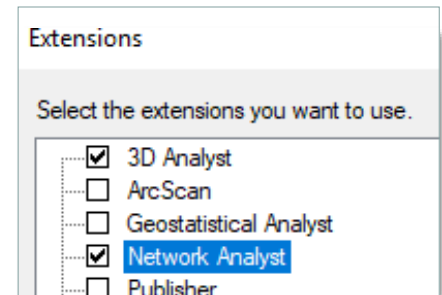 Extensions
Select the extensions you want to use.
3D Analyst
ArcScan
Geostatistical Analyst
Network Analyst
Publisher